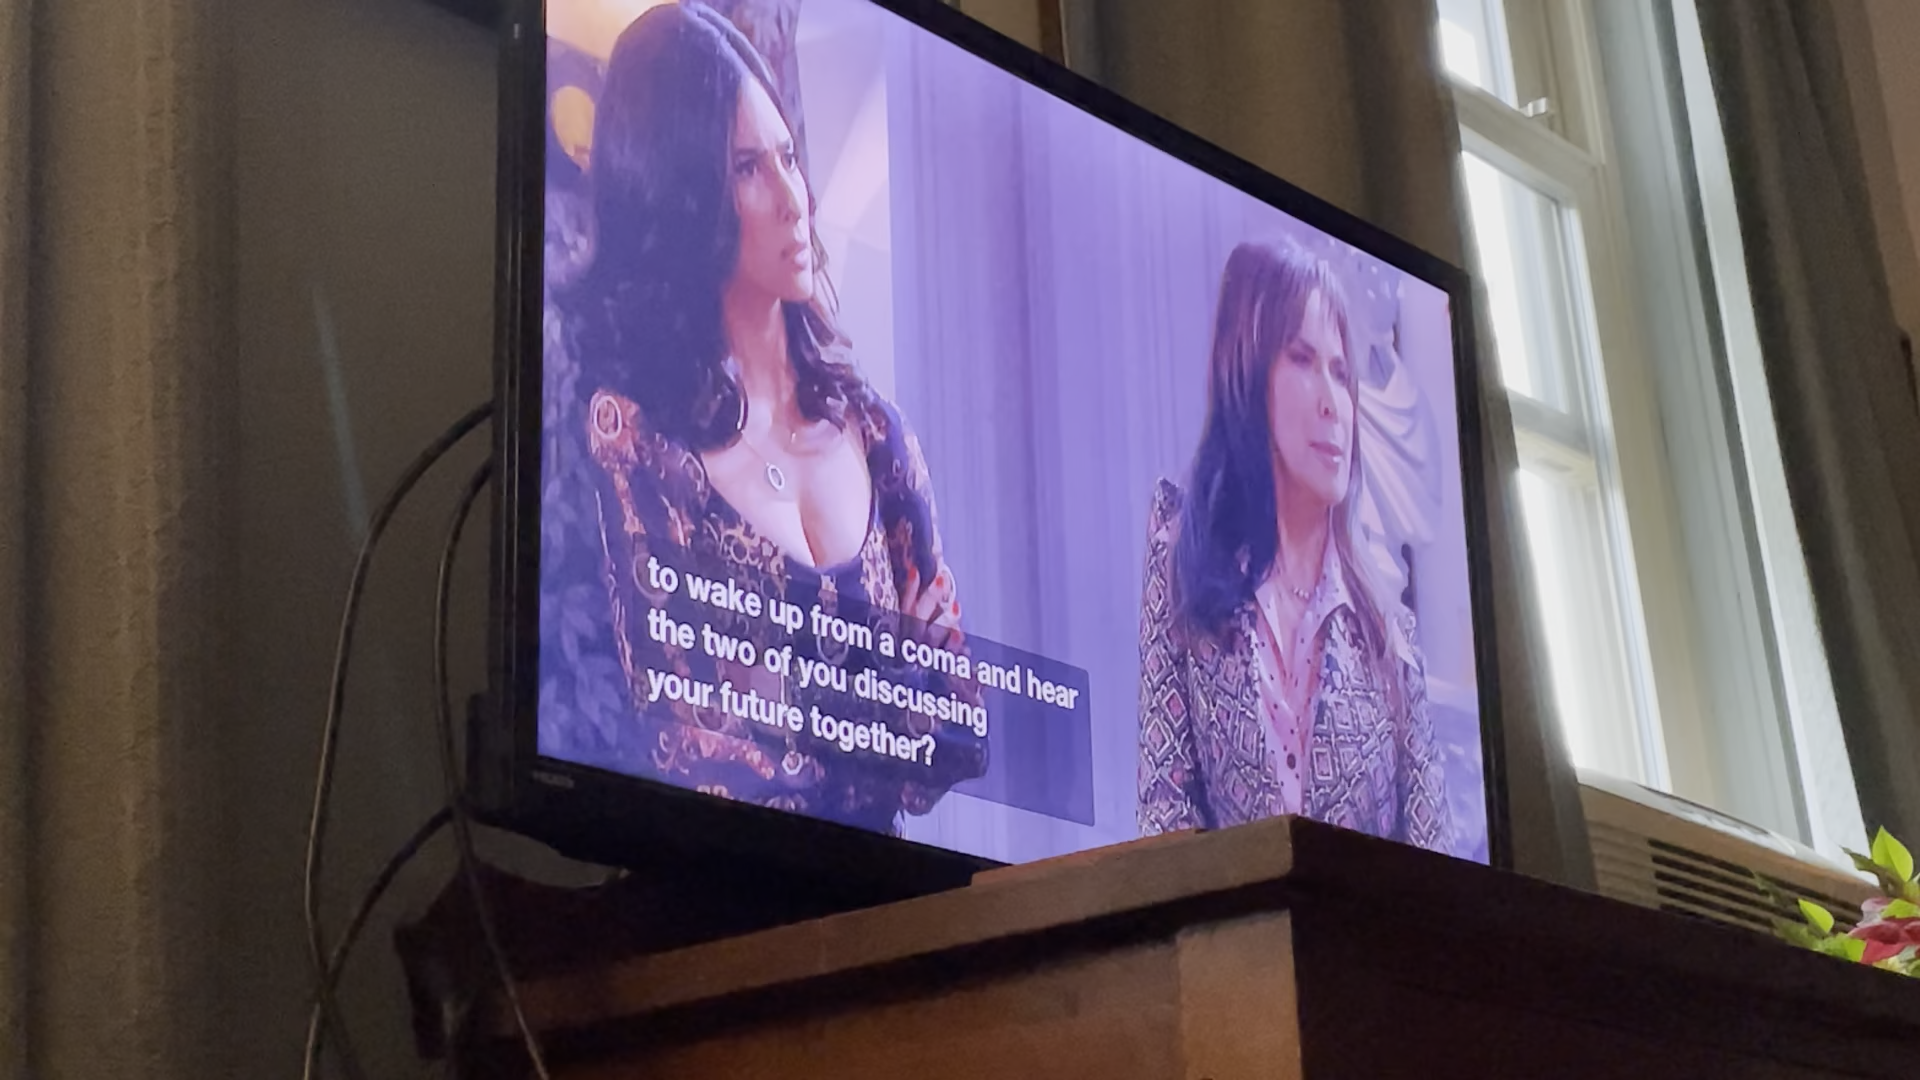 to wake up from a coma and hear
the two of you discussing
your future together?